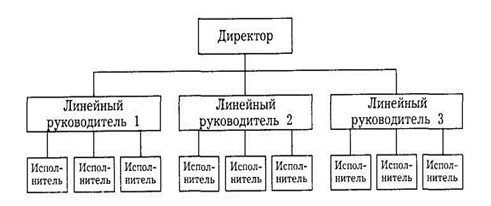 Директор
Линейный
руководитель 1
Линейный
руководитель 2
Линейный
руководитель 3
Испол-
нитель
Испол-
нитель
Испол-
нитель
Испол-
нитель
Испол-
нитель
Испол-
нитель
Испол-
нитель
Испол-
нитель
Испол-
нитель